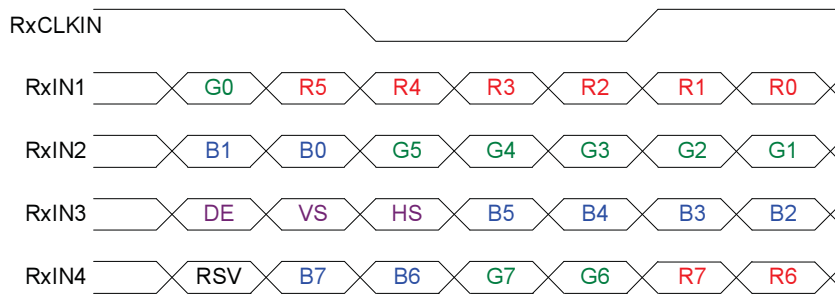 RxCLKIN
RxIN1 G0 R5 R4 R3 R2 R1 R0
RxIN2 B1 B0 G5 G4 G3 G2 G1
RxIN3 DE VS HS B5 B4 B3 B2
RxIN4 RSV B7 B6 G7 G6 R7 R6